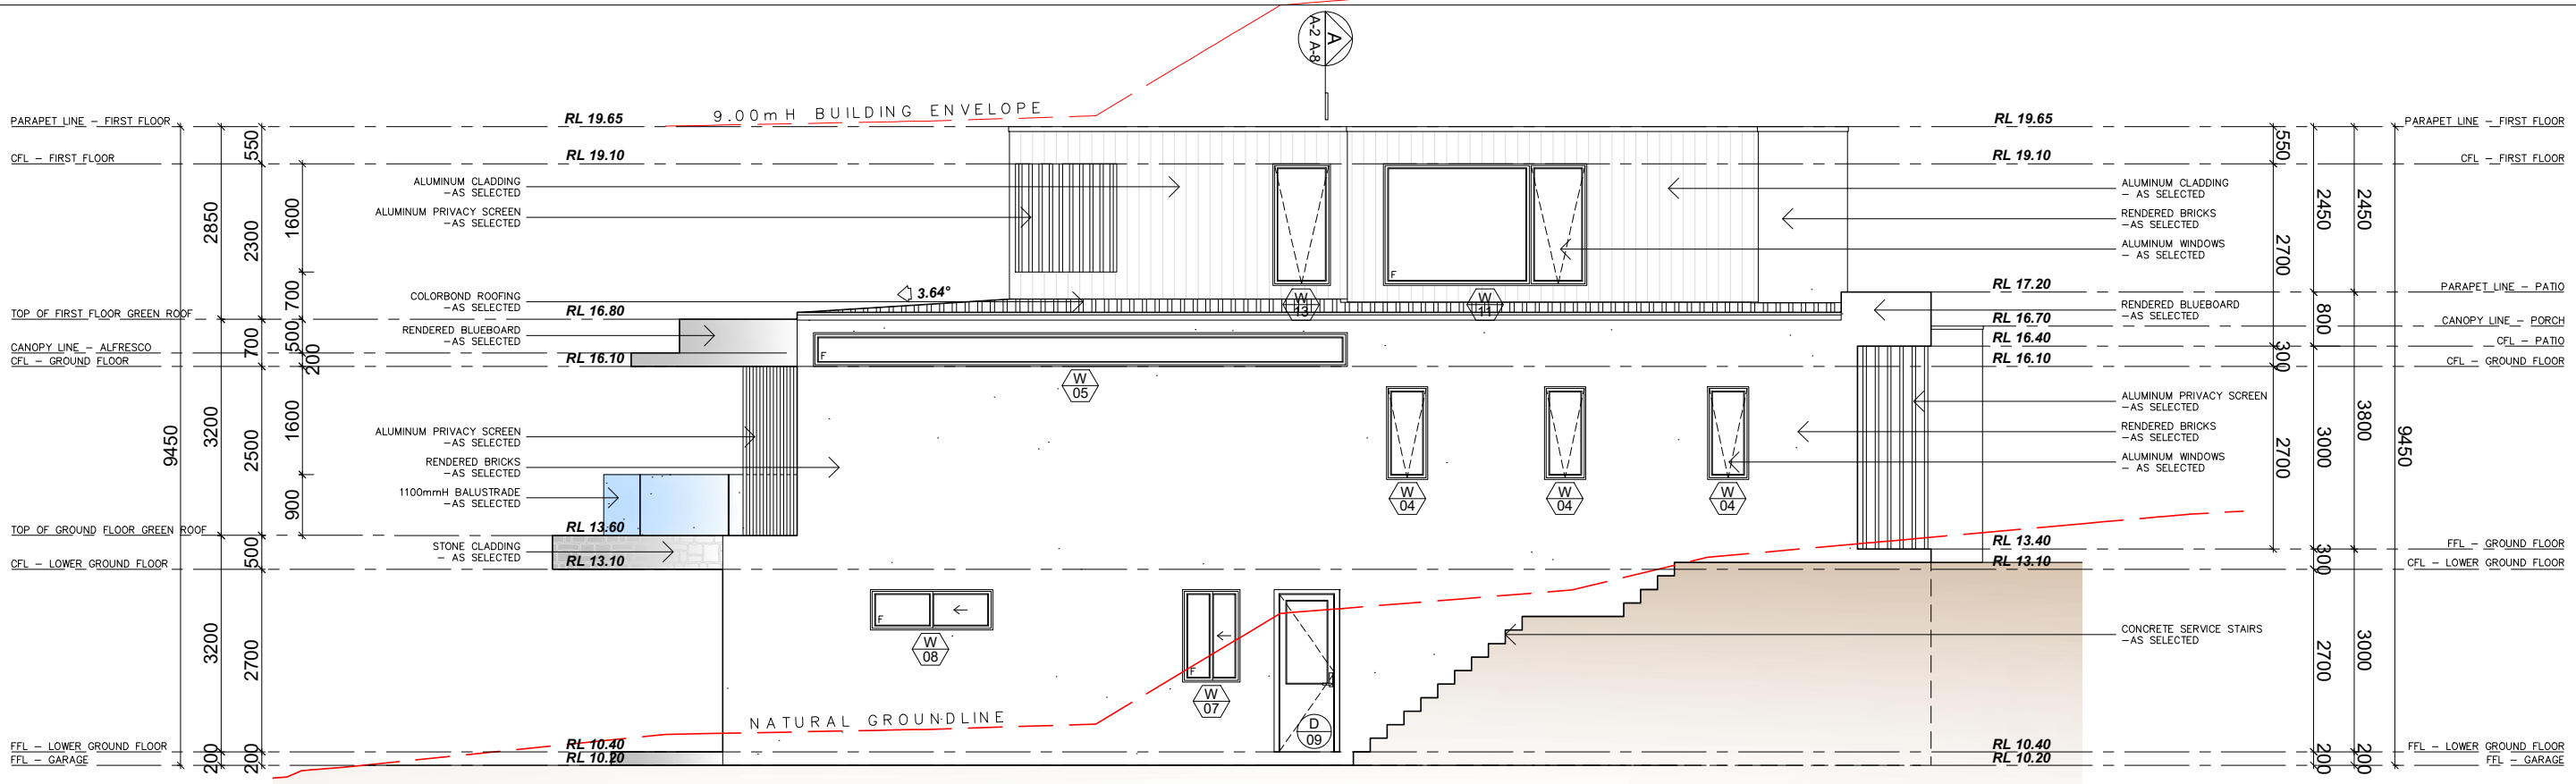 A
A-2 A-8
9.00mH BUILDING ENVELOPE
PARAPET LINE – FIRST FLOOR
RL 19.65
RL 19.65
PARAPET LINE – FIRST FLOOR
CFL – FIRST FLOOR
RL 19.10
RL 19.10
CFL – FIRST FLOOR
ALUMINUM CLADDING
–AS SELECTED
ALUMINUM PRIVACY SCREEN
–AS SELECTED
COLORBOND ROOFING
–AS SELECTED
3.64°
TOP OF FIRST FLOOR GREEN ROOF
RL 16.80
RENDERED BLUEBOARD
–AS SELECTED
CANOPY LINE – ALFRESCO
CFL – GROUND FLOOR
RL 16.10
ALUMINUM PRIVACY SCREEN
–AS SELECTED
RENDERED BRICKS
–AS SELECTED
1100mmH BALUSTRADE
–AS SELECTED
TOP OF GROUND FLOOR GREEN ROOF
RL 13.60
STONE CLADDING
– AS SELECTED
CFL – LOWER GROUND FLOOR
RL 13.10
NATURAL GROUNDLINE
FFL – LOWER GROUND FLOOR
RL 10.40
FFL – GARAGE
RL 10.20
9450
2850
3200
3200
200
550
2300
700
2500
500
2700
200
1600
700
500
200
1600
900
F
W
13
F
W
11
F
W
05
W
04
W
04
W
04
F
W
08
F
W
07
D
09
ALUMINUM CLADDING
– AS SELECTED
RENDERED BRICKS
–AS SELECTED
ALUMINUM WINDOWS
– AS SELECTED
RL 17.20
PARAPET LINE – PATIO
RENDERED BLUEBOARD
–AS SELECTED
RL 16.70
CANOPY LINE – PORCH
RL 16.40
CFL – PATIO
RL 16.10
CFL – GROUND FLOOR
ALUMINUM PRIVACY SCREEN
–AS SELECTED
RENDERED BRICKS
–AS SELECTED
ALUMINUM WINDOWS
– AS SELECTED
RL 13.40
FFL – GROUND FLOOR
RL 13.10
CFL – LOWER GROUND FLOOR
CONCRETE SERVICE STAIRS
–AS SELECTED
RL 10.40
FFL – LOWER GROUND FLOOR
RL 10.20
FFL – GARAGE
550
2700
300
2700
2450
800
3000
300
2700
200
2450
3800
3000
200
9450